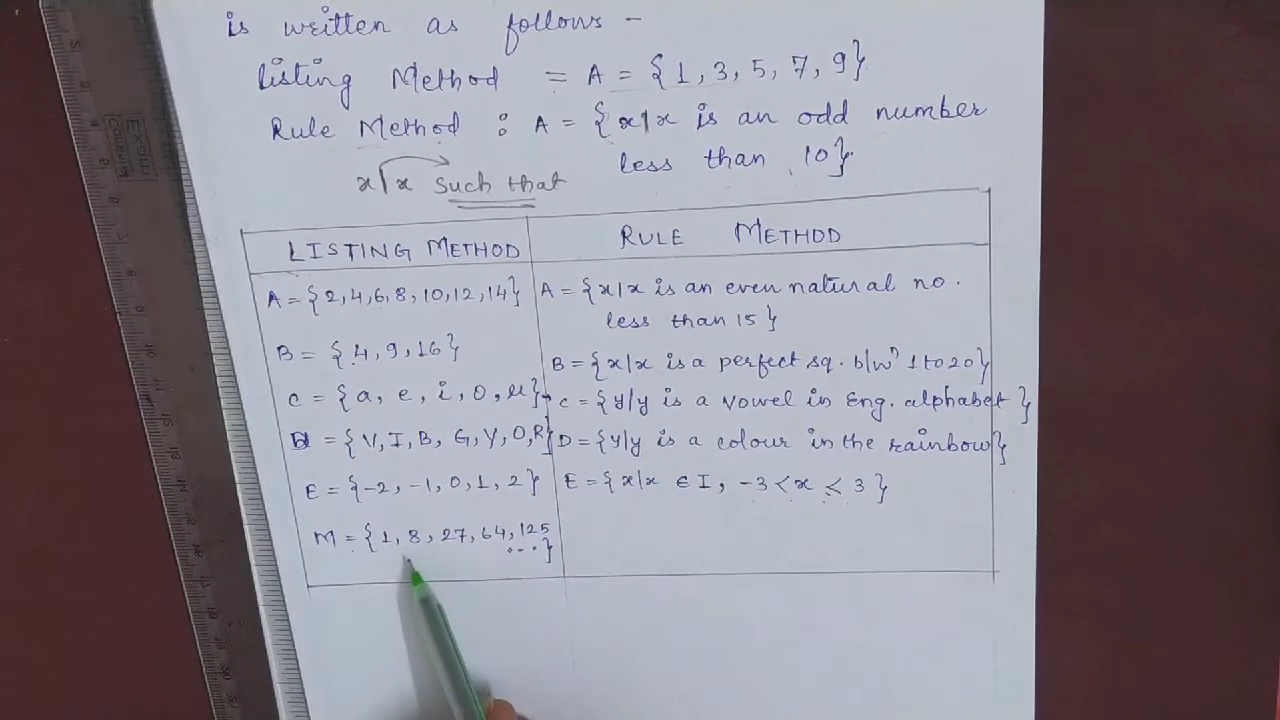 is written as follows -
Listing Method = A = {1, 3, 5, 7, 9}
Rule Method : A = {x/x is an odd number
less than 10}
x/x such that
LISTING METHOD RULE METHOD
A = {2,4,6,8,10,12,14} A = {x/x is an even natural no.
less than 15}
B = {4,9,16} B = {x/x is a perfect sq. b/wⁿ 1 to 20}
C = {a, e, i, o, u} C = {y/y is a vowel in Eng. alphabet}
D = {V, I, B, G, Y, O, R} D = {y/y is a colour in the rainbow}
E = {-2, -1, 0, 1, 2} E = {x/x ∈ I, -3 < x < 3}
M = {1, 8, 27, 64, 125
...}